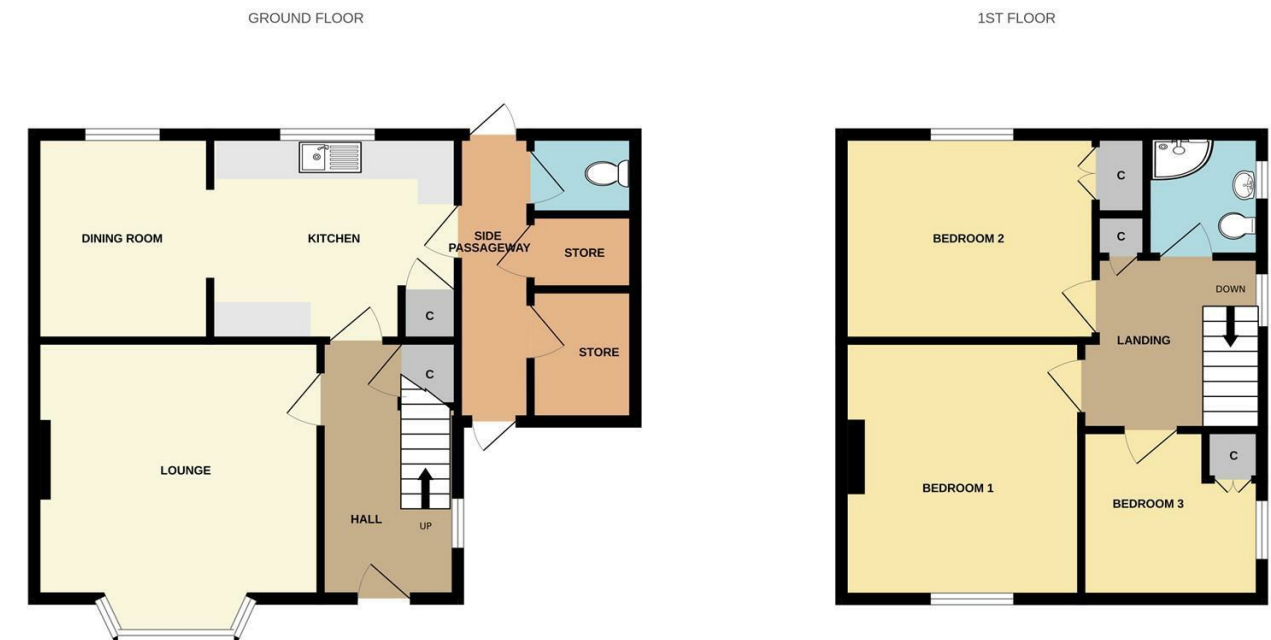 GROUND FLOOR
1ST FLOOR
DINING ROOM
KITCHEN
SIDE
PASSAGEWAY
STORE
C
STORE
C
LOUNGE
HALL
UP
C
BEDROOM 2
C
DOWN
LANDING
C
BEDROOM 1
BEDROOM 3